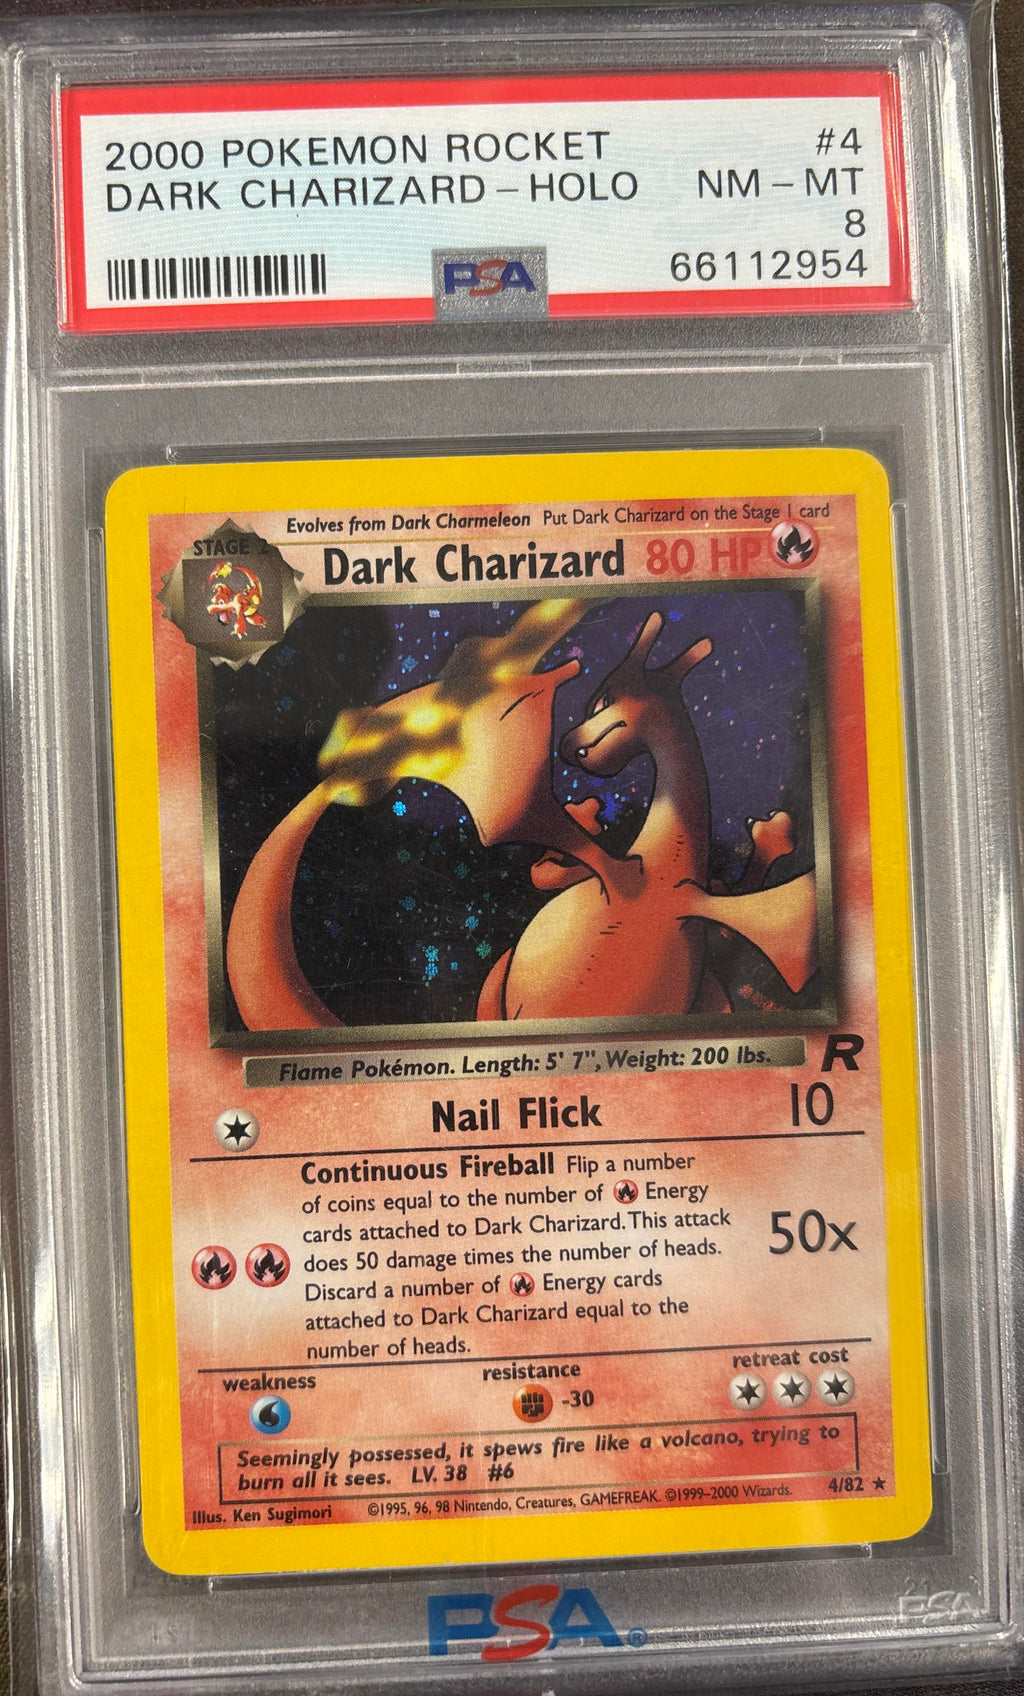 2000 POKEMON ROCKET #4
DARK CHARIZARD - HOLO NM - MT
8
PSA 66112954
Evolves from Dark Charmeleon Put Dark Charizard on the Stage 1 card
STAGE 2
Dark Charizard 80 HP
Flame Pokémon. Length: 5' 7", Weight: 200 lbs.
R
Nail Flick 10
Continuous Fireball Flip a number
of coins equal to the number of Energy
cards attached to Dark Charizard. This attack
does 50 damage times the number of heads.
Discard a number of Energy cards
attached to Dark Charizard equal to the
number of heads.
50x
weakness resistance retreat cost
-30
Seemingly possessed, it spews fire like a volcano, trying to
burn all it sees. LV. 38 #6
Illus. Ken Sugimori ©1995, 96, 98 Nintendo, Creatures, GAMEFREAK. ©1999-2000 Wizards. 4/82 ★
PSA®
PSA